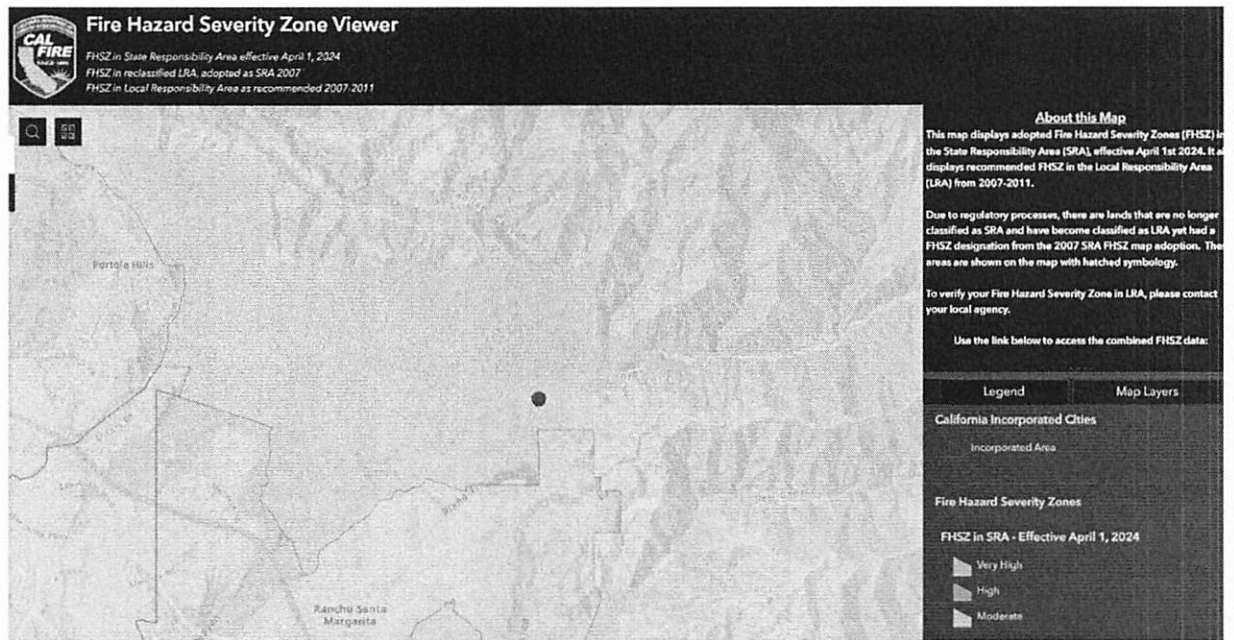 CAL
FIRE
SINCE 1885
Fire Hazard Severity Zone Viewer
FHSZ in State Responsibility Area effective April 1, 2024
FHSZ in reclassified LRA, adopted as SRA 2007
FHSZ in Local Responsibility Area as recommended 2007-2011
Portola Hills
Rancho Santa
Margarita
About this Map
This map displays adopted Fire Hazard Severity Zones (FHSZ) in
the State Responsibility Area (SRA), effective April 1st 2024. It al
displays recommended FHSZ in the Local Responsibility Area
(LRA) from 2007-2011.
Due to regulatory processes, there are lands that are no longer
classified as SRA and have become classified as LRA yet had a
FHSZ designation from the 2007 SRA FHSZ map adoption. Thes
areas are shown on the map with hatched symbology.
To verify your Fire Hazard Severity Zone in LRA, please contact
your local agency.
Use the link below to access the combined FHSZ data:
Legend
Map Layers
California Incorporated Cities
Incorporated Area
Fire Hazard Severity Zones
FHSZ in SRA - Effective April 1, 2024
Very High
High
Moderate